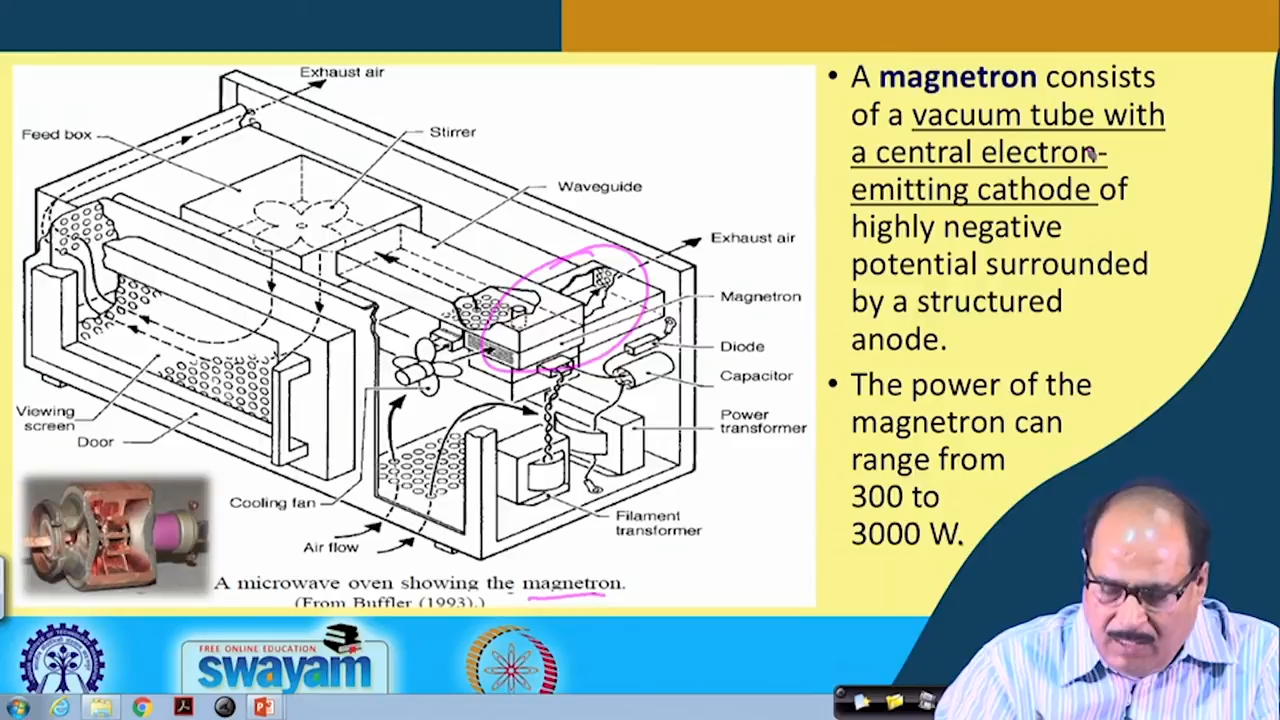 Exhaust air
Feed box
Stirrer
Waveguide
Exhaust air
Magnetron
Diode
Capacitor
Power
transformer
Viewing
screen
Door
Cooling fan
Filament
transformer
Air flow
A microwave oven showing the magnetron.
(From Buffler (1993).)
• A magnetron consists
of a vacuum tube with
a central electron-
emitting cathode of
highly negative
potential surrounded
by a structured
anode.
• The power of the
magnetron can
range from
300 to
3000 W.
FREE ONLINE EDUCATION
swayam